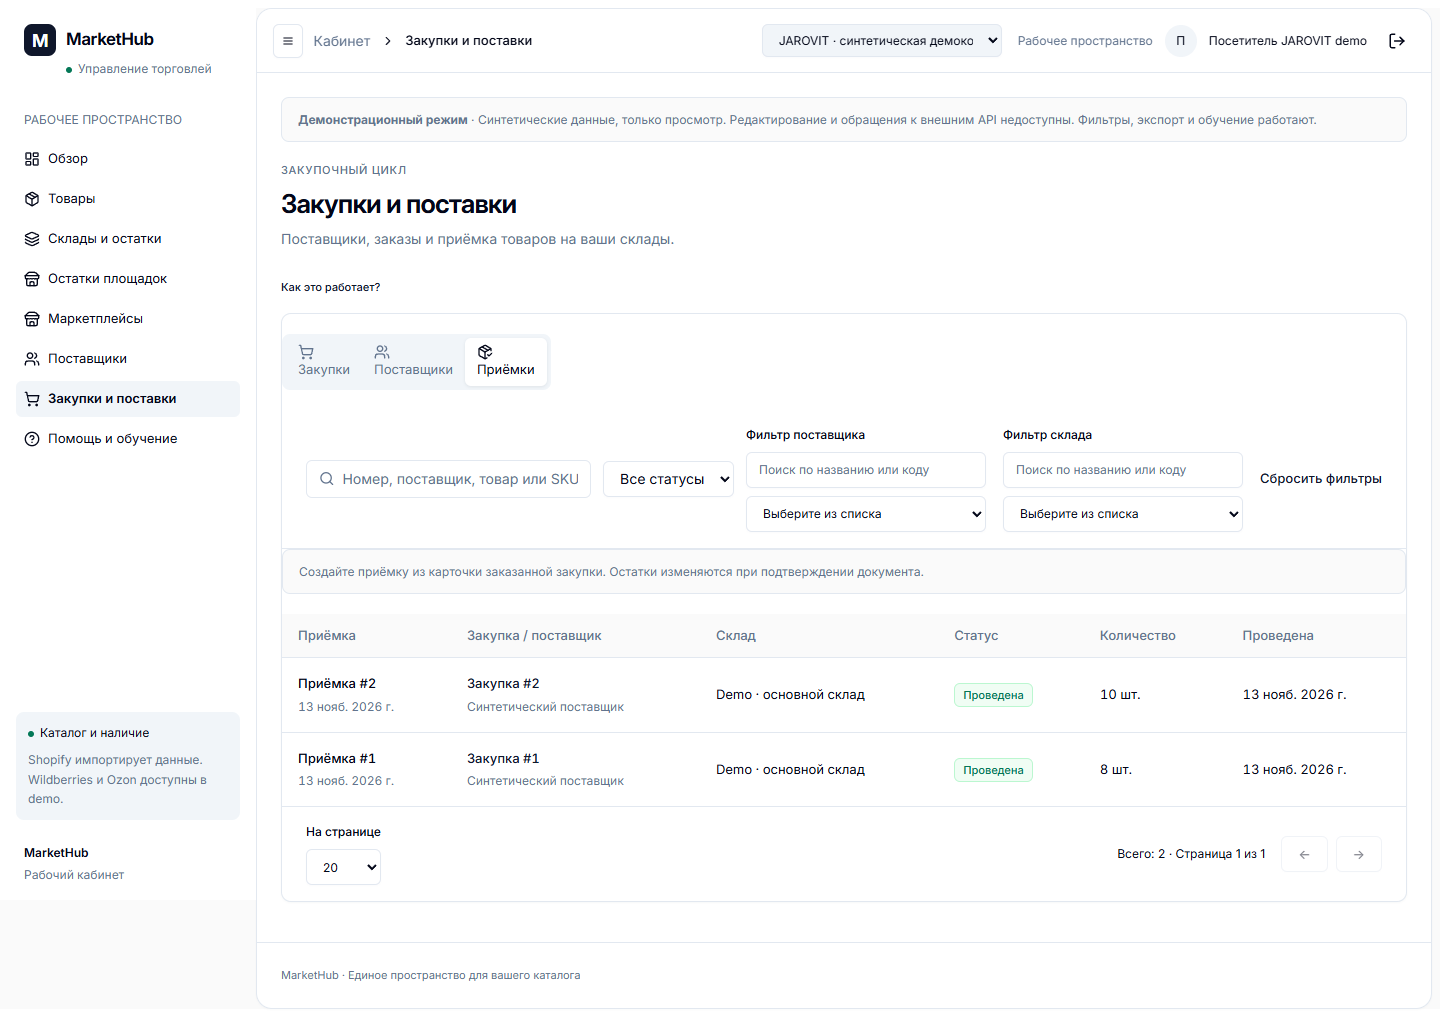 M MarketHub
Управление торговлей
РАБОЧЕЕ ПРОСТРАНСТВО
Обзор
Товары
Склады и остатки
Остатки площадок
Маркетплейсы
Поставщики
Закупки и поставки
Помощь и обучение
Каталог и наличие
Shopify импортирует данные.
Wildberries и Ozon доступны в
demo.
MarketHub
Рабочий кабинет
Кабинет Закупки и поставки
JAROVIT · синтетическая демоко Рабочее пространство П Посетитель JAROVIT demo
Демонстрационный режим · Синтетические данные, только просмотр. Редактирование и обращения к внешним API недоступны. Фильтры, экспорт и обучение работают.
ЗАКУПОЧНЫЙ ЦИКЛ
Закупки и поставки
Поставщики, заказы и приёмка товаров на ваши склады.
Как это работает?
Закупки Поставщики Приёмки
Фильтр поставщика Фильтр склада
Номер, поставщик, товар или SKU Все статусы Поиск по названию или коду Поиск по названию или коду Сбросить фильтры
Выберите из списка Выберите из списка
Создайте приёмку из карточки заказанной закупки. Остатки изменяются при подтверждении документа.
Приёмка Закупка / поставщик Склад Статус Количество Проведена
Приёмка #2 Закупка #2
Demo · основной склад Проведена 10 шт. 13 нояб. 2026 г.
13 нояб. 2026 г. Синтетический поставщик
Приёмка #1 Закупка #1
Demo · основной склад Проведена 8 шт. 13 нояб. 2026 г.
13 нояб. 2026 г. Синтетический поставщик
На странице
20
Всего: 2 · Страница 1 из 1 ← →
MarketHub · Единое пространство для вашего каталога